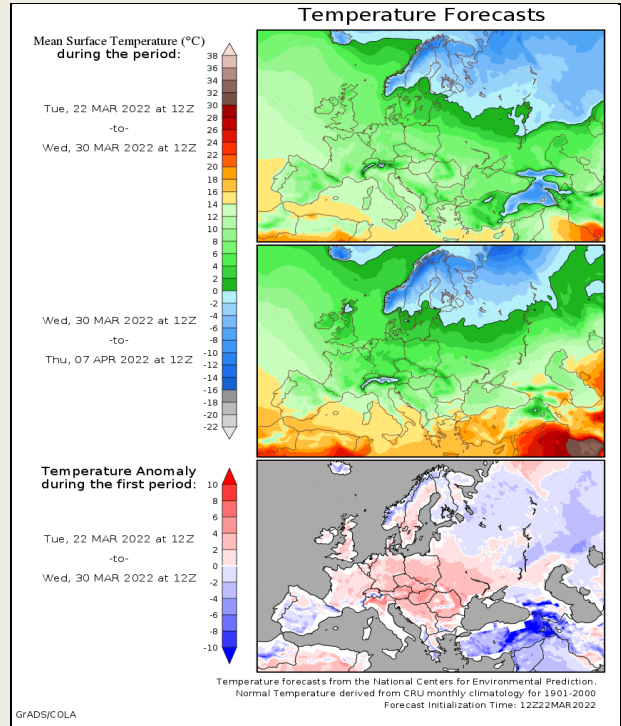 Temperature Forecasts
Mean Surface Temperature (°C)
during the period:
38
36
34
32
30
28
26
24
22
20
18
16
14
12
10
8
6
4
2
0
-2
-4
-6
-8
-10
-12
-14
-16
-18
-20
-22
Tue, 22 MAR 2022 at 12Z
-to-
Wed, 30 MAR 2022 at 12Z
Wed, 30 MAR 2022 at 12Z
-to-
Thu, 07 APR 2022 at 12Z
Temperature Anomaly
during the first period:
10
8
6
4
2
0
-2
-4
-6
-8
-10
Tue, 22 MAR 2022 at 12Z
-to-
Wed, 30 MAR 2022 at 12Z
Temperature forecasts from the National Centers for Environmental Prediction.
Normal Temperature derived from CRU monthly climatology for 1901-2000
Forecast Initialization Time: 12Z22MAR2022
GrADS/COLA